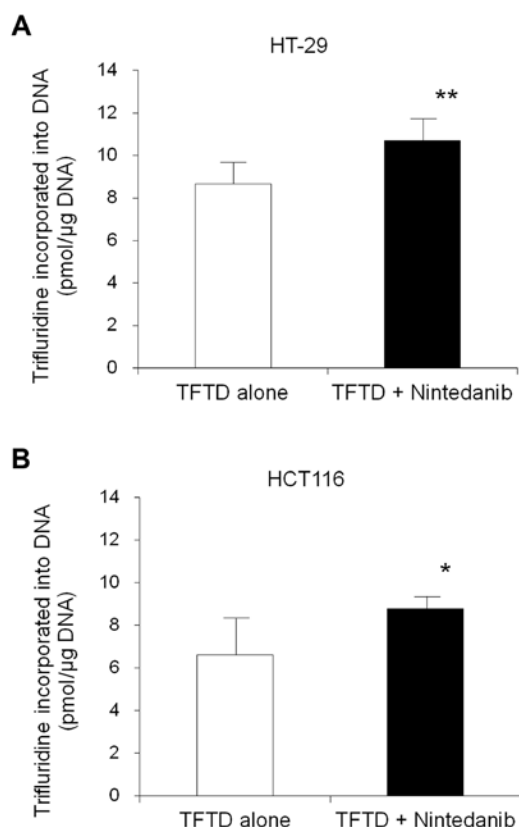 A
HT-29
Trifluridine incorporated into DNA
(pmol/µg DNA)
14
12
10
8
6
4
2
0
**
TFTD alone
TFTD + Nintedanib
B
HCT116
Trifluridine incorporated into DNA
(pmol/µg DNA)
14
12
10
8
6
4
2
0
*
TFTD alone
TFTD + Nintedanib